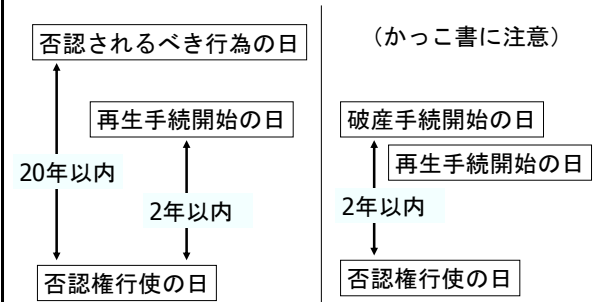 否認されるべき行為の日
再生手続開始の日
20年以内
2年以内
否認権行使の日
（かっこ書に注意）
破産手続開始の日
再生手続開始の日
2年以内
否認権行使の日